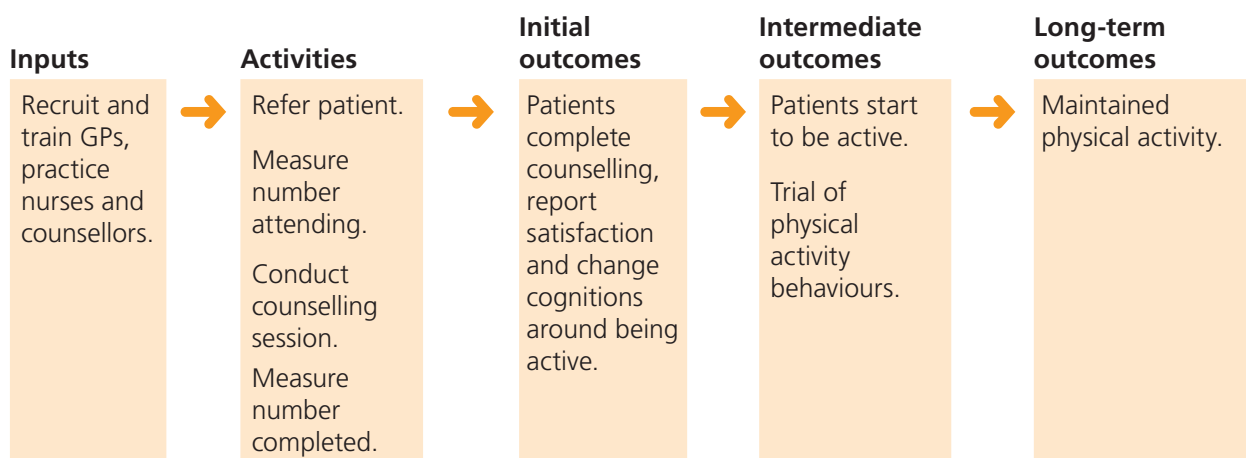 Inputs
Recruit and
train GPs,
practice
nurses and
counsellors.
Activities
Refer patient.
Measure
number
attending.
Conduct
counselling
session.
Measure
number
completed.
Initial
outcomes
Patients
complete
counselling,
report
satisfaction
and change
cognitions
around being
active.
Intermediate
outcomes
Patients start
to be active.
Trial of
physical
activity
behaviours.
Long-term
outcomes
Maintained
physical activity.